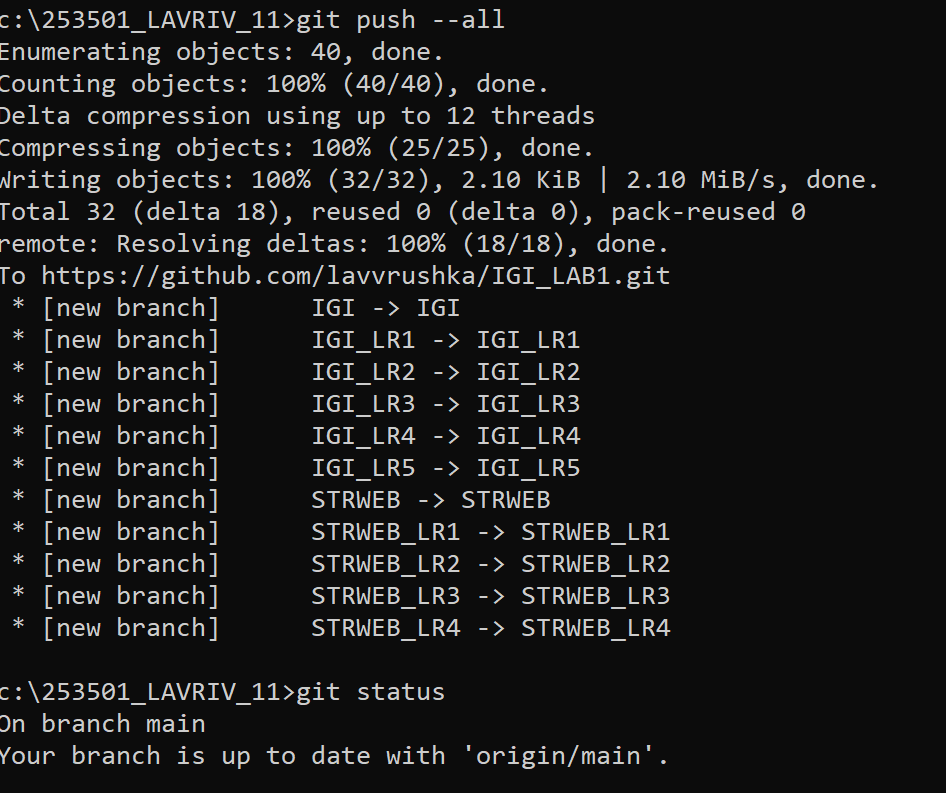 c:\253501_LAVRIV_11>git push --all
Enumerating objects: 40, done.
Counting objects: 100% (40/40), done.
Delta compression using up to 12 threads
Compressing objects: 100% (25/25), done.
Writing objects: 100% (32/32), 2.10 KiB | 2.10 MiB/s, done.
Total 32 (delta 18), reused 0 (delta 0), pack-reused 0
remote: Resolving deltas: 100% (18/18), done.
To https://github.com/lavvrushka/IGI_LAB1.git
 * [new branch]      IGI -> IGI
 * [new branch]      IGI_LR1 -> IGI_LR1
 * [new branch]      IGI_LR2 -> IGI_LR2
 * [new branch]      IGI_LR3 -> IGI_LR3
 * [new branch]      IGI_LR4 -> IGI_LR4
 * [new branch]      IGI_LR5 -> IGI_LR5
 * [new branch]      STRWEB -> STRWEB
 * [new branch]      STRWEB_LR1 -> STRWEB_LR1
 * [new branch]      STRWEB_LR2 -> STRWEB_LR2
 * [new branch]      STRWEB_LR3 -> STRWEB_LR3
 * [new branch]      STRWEB_LR4 -> STRWEB_LR4
c:\253501_LAVRIV_11>git status
On branch main
Your branch is up to date with 'origin/main'.